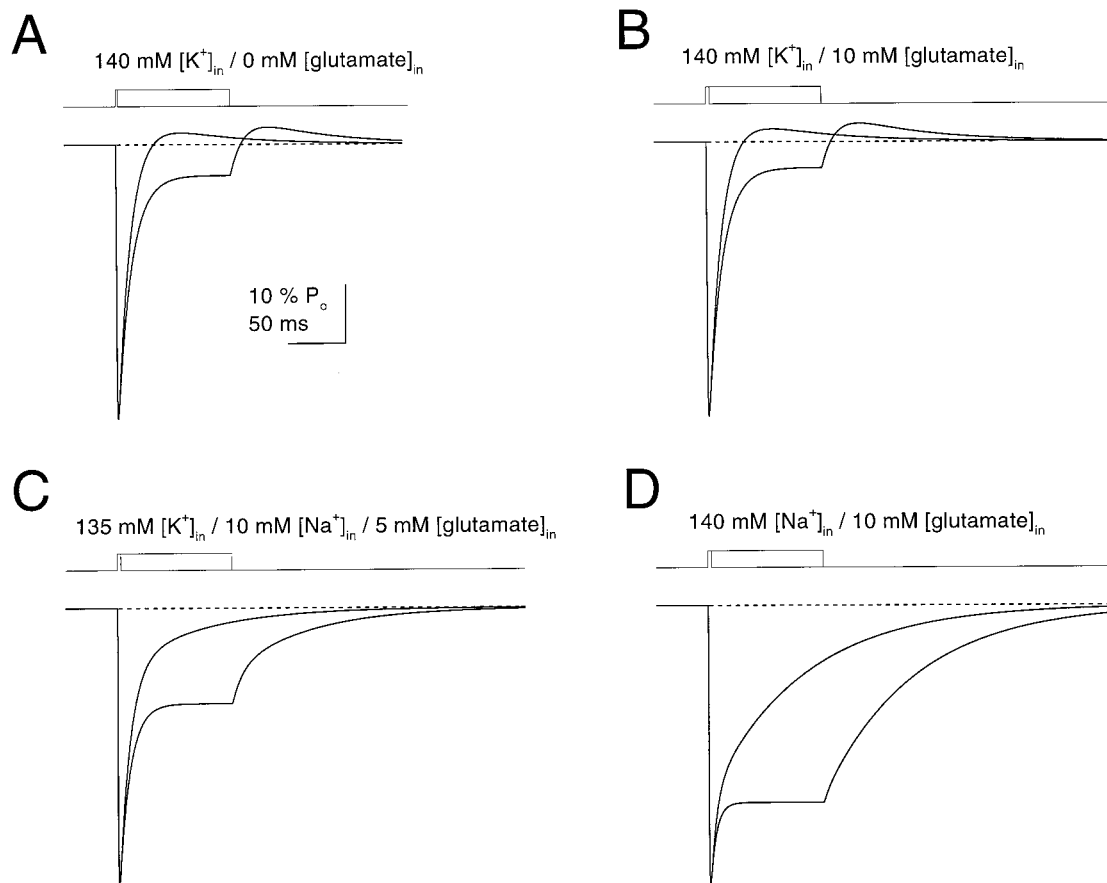 A
140 mM [K+]in / 0 mM [glutamate]in
B
140 mM [K+]in / 10 mM [glutamate]in
10 % Po
50 ms
C
135 mM [K+]in / 10 mM [Na+]in / 5 mM [glutamate]in
D
140 mM [Na+]in / 10 mM [glutamate]in